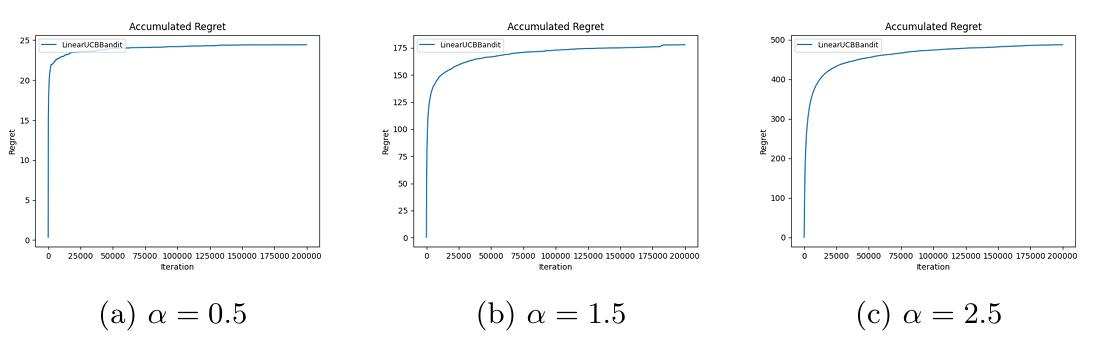 Accumulated Regret
LinearUCBBandit
25
20
15
10
5
0
Regret
0 25000 50000 75000 100000 125000 150000 175000 200000
Iteration
(a) α = 0.5
Accumulated Regret
LinearUCBBandit
175
150
125
100
75
50
25
0
Regret
0 25000 50000 75000 100000 125000 150000 175000 200000
Iteration
(b) α = 1.5
Accumulated Regret
LinearUCBBandit
500
400
300
200
100
0
Regret
0 25000 50000 75000 100000 125000 150000 175000 200000
Iteration
(c) α = 2.5